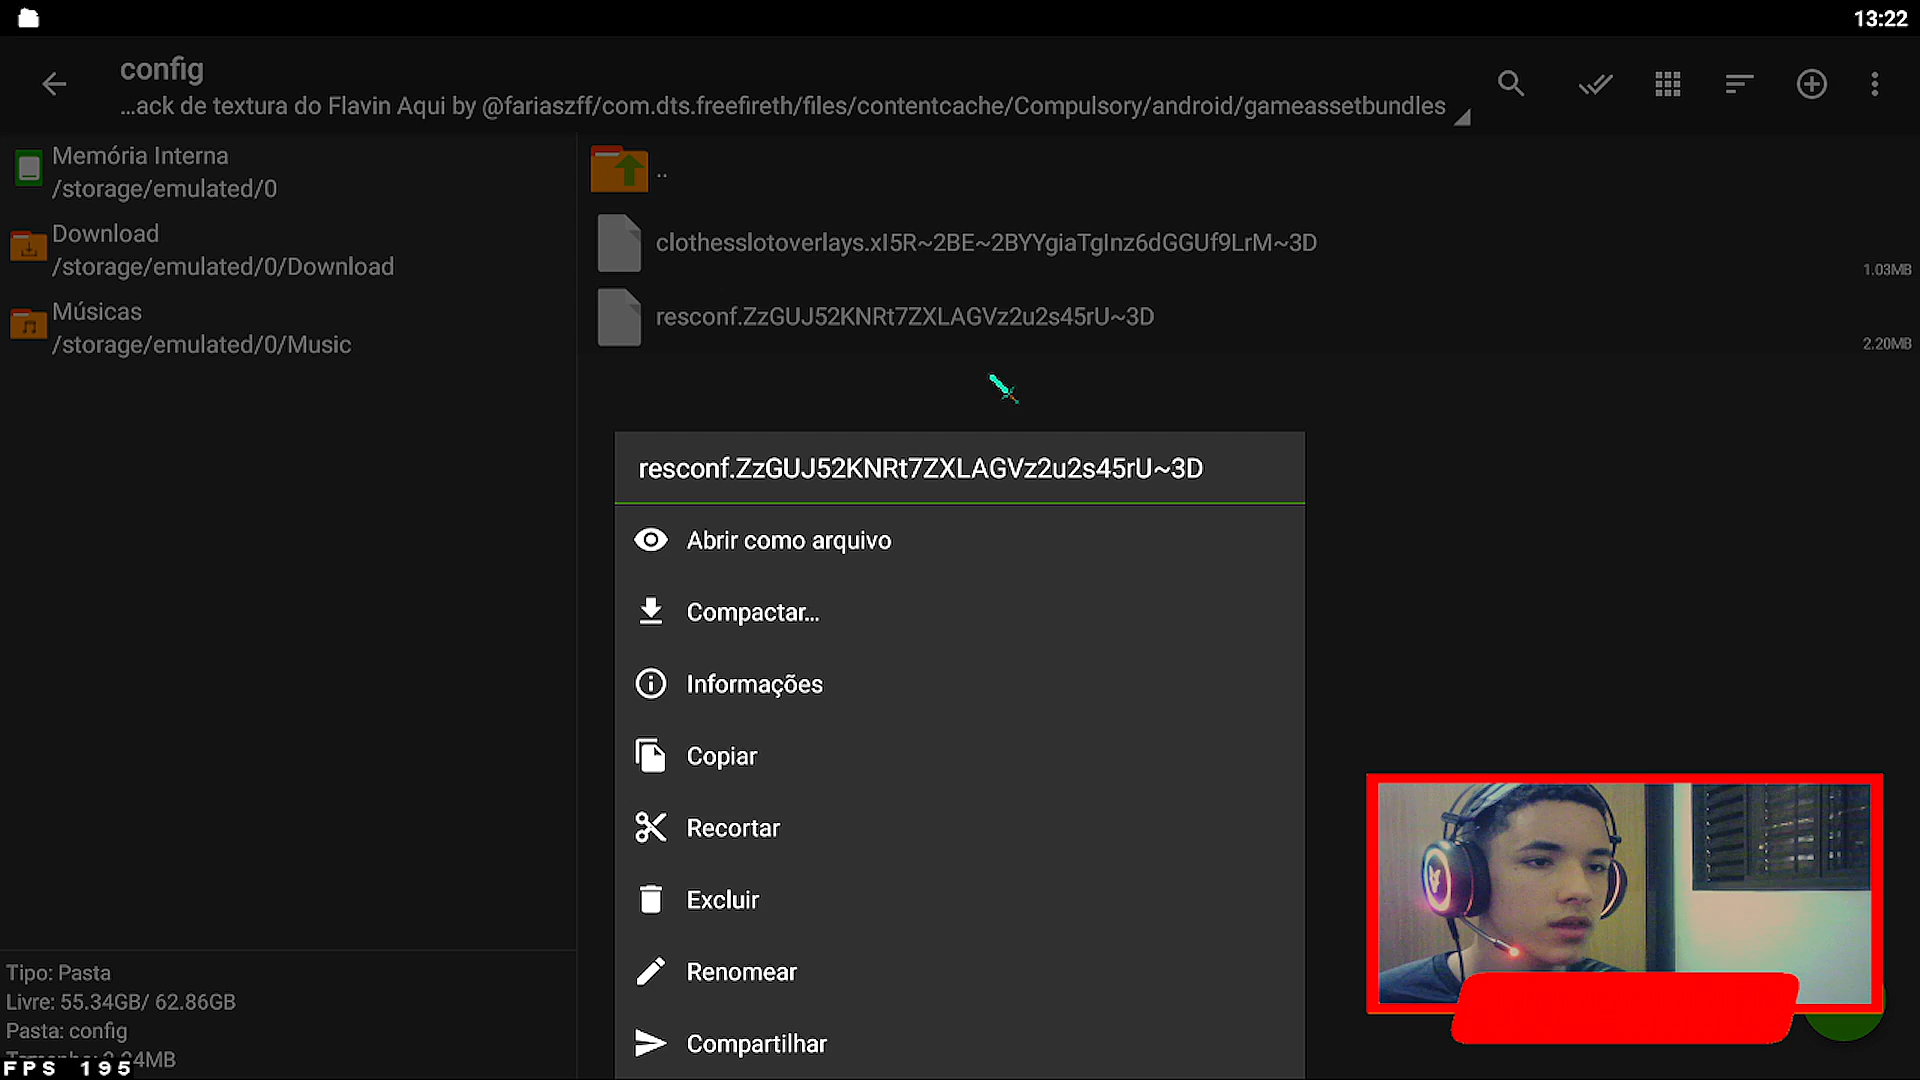 13:22
config
...ack de textura do Flavin Aqui by @fariaszff/com.dts.freefireth/files/contentcache/Compulsory/android/gameassetbundles
Memória Interna
/storage/emulated/0
Download
/storage/emulated/0/Download
Músicas
/storage/emulated/0/Music
..
clothesslotoverlays.xI5R~2BE~2BYYgiaTgInz6dGGUf9LrM~3D
1.03MB
resconf.ZzGUJ52KNRt7ZXLAGVz2u2s45rU~3D
2.20MB
resconf.ZzGUJ52KNRt7ZXLAGVz2u2s45rU~3D
Abrir como arquivo
Compactar...
Informações
Copiar
Recortar
Excluir
Renomear
Compartilhar
Tipo: Pasta
Livre: 55.34GB/ 62.86GB
Pasta: config
FPS 195